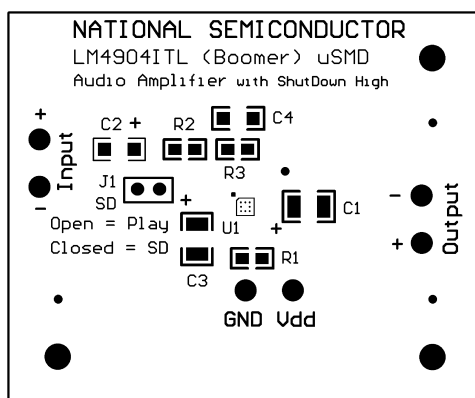 NATIONAL SEMICONDUCTOR
LM4904ITL (Boomer) uSMD
Audio Amplifier with ShutDown High
+
Input
-
C2 +
R2
C4
R3
J1
SD
Open = Play
Closed = SD
+
U1
C3
+
C1
R1
GND Vdd
-
+
Output